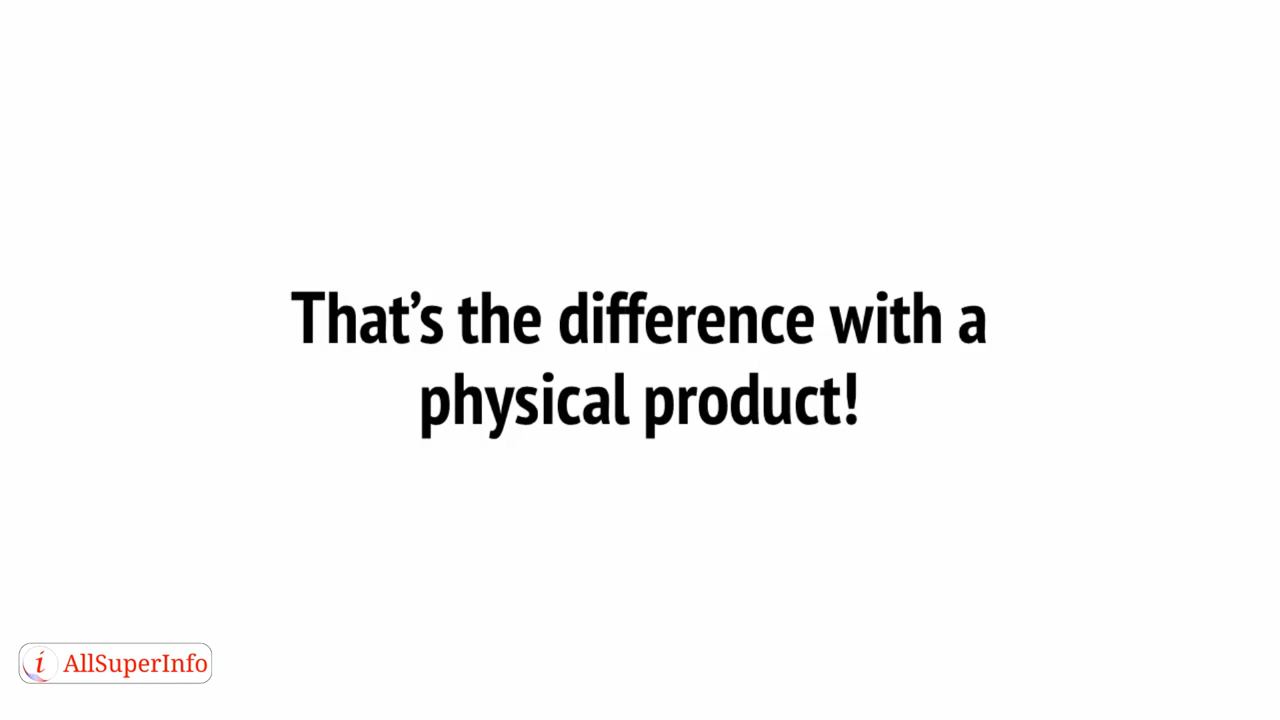 That’s the difference with a
physical product!
i AllSuperInfo